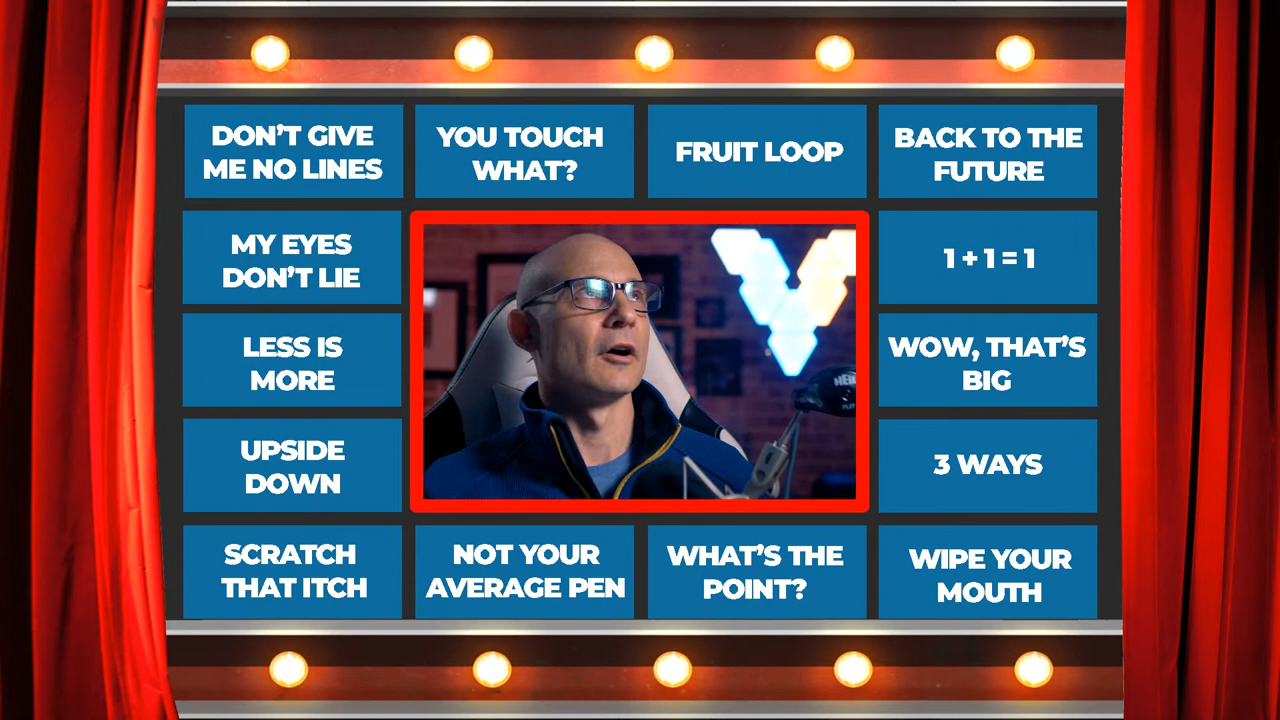 DON'T GIVE
ME NO LINES
YOU TOUCH
WHAT?
FRUIT LOOP
BACK TO THE
FUTURE
MY EYES
DON'T LIE
1+1=1
LESS IS
MORE
WOW, THAT'S
BIG
UPSIDE
DOWN
3 WAYS
SCRATCH
THAT ITCH
NOT YOUR
AVERAGE PEN
WHAT'S THE
POINT?
WIPE YOUR
MOUTH